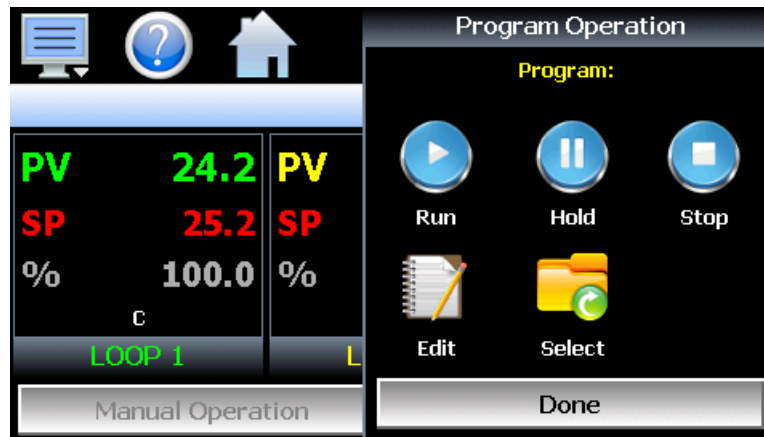 ?
PV 24.2
SP 25.2
% 100.0
C
LOOP 1
PV
SP
%
L
Manual Operation
Program Operation
Program:
Run Hold Stop
Edit Select
Done